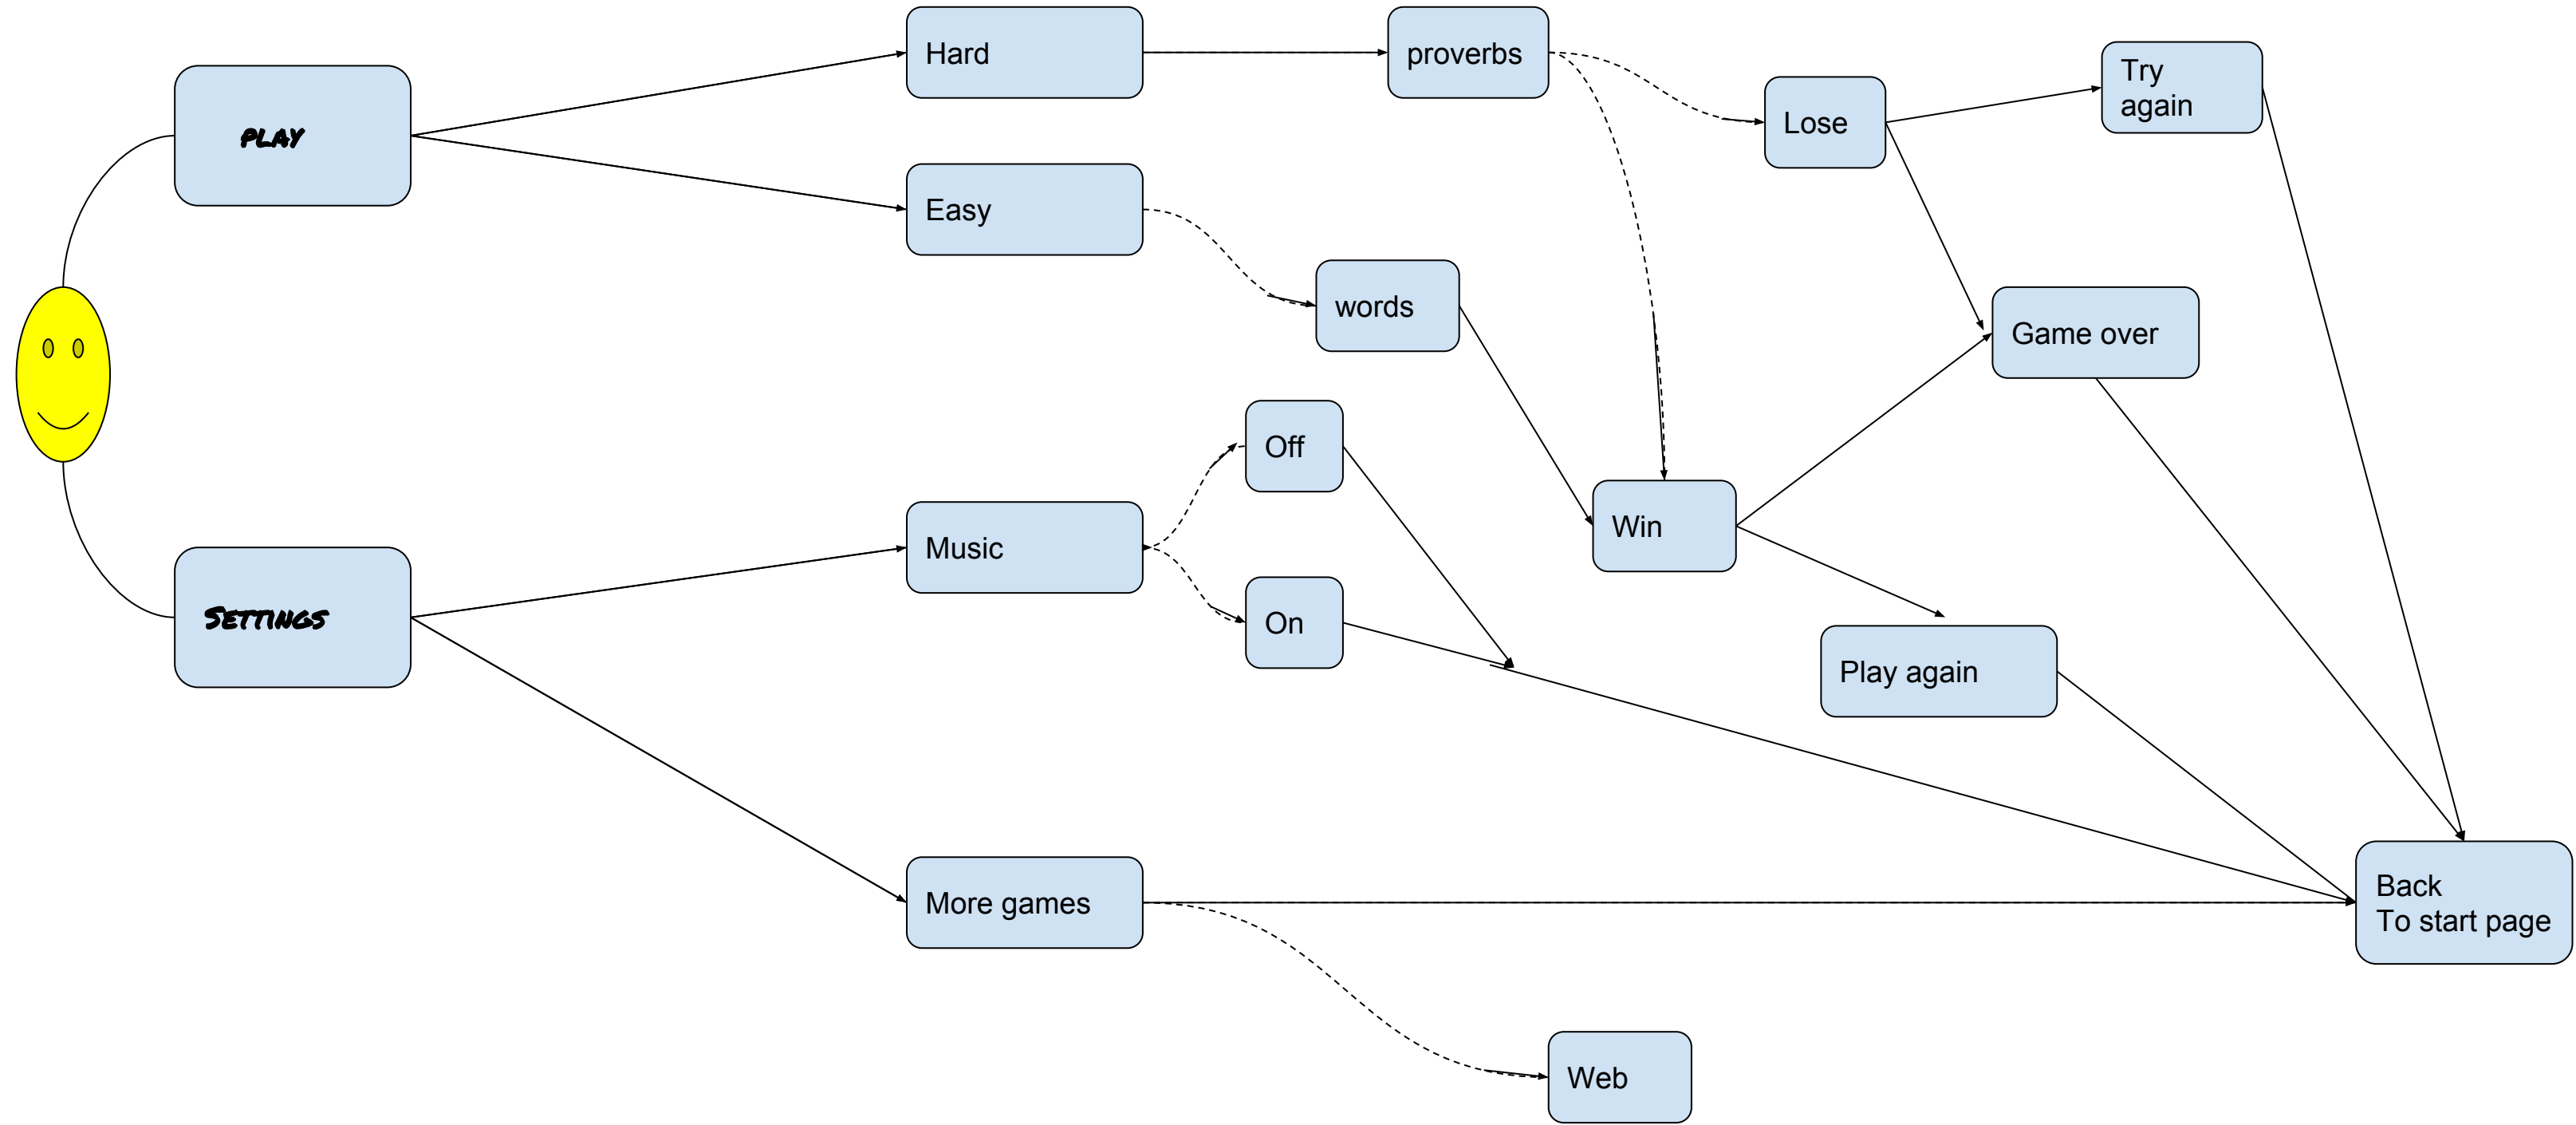 PLAY
Hard
proverbs
Lose
Try
again
Easy
words
Game over
Off
Win
Music
On
SETTINGS
Play again
More games
Back
To start page
Web